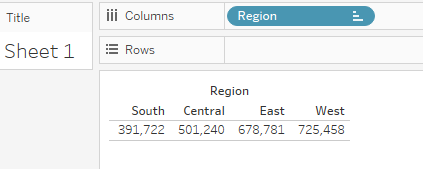 Title
Sheet 1
Columns
Region
Rows
Region
South Central East West
391,722 501,240 678,781 725,458